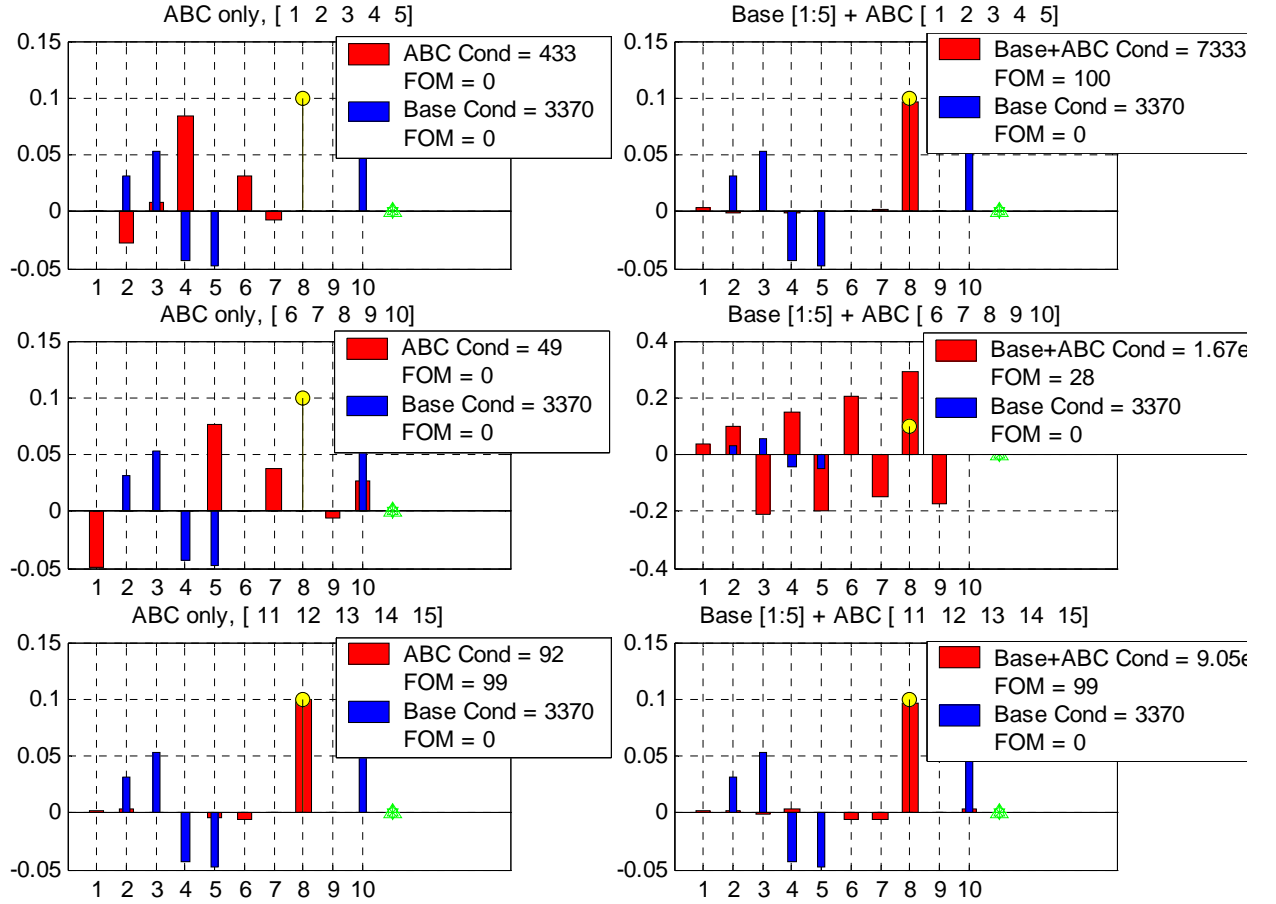 ABC only, [ 1 2 3 4 5]
0.15
0.1
0.05
0
-0.05
ABC Cond = 433
FOM = 0
Base Cond = 3370
FOM = 0
1 2 3 4 5 6 7 8 9 10
Base [1:5] + ABC [ 1 2 3 4 5]
0.15
0.1
0.05
0
-0.05
Base+ABC Cond = 7333
FOM = 100
Base Cond = 3370
FOM = 0
1 2 3 4 5 6 7 8 9 10
ABC only, [ 6 7 8 9 10]
0.15
0.1
0.05
0
-0.05
ABC Cond = 49
FOM = 0
Base Cond = 3370
FOM = 0
1 2 3 4 5 6 7 8 9 10
Base [1:5] + ABC [ 6 7 8 9 10]
0.4
0.2
0
-0.2
-0.4
Base+ABC Cond = 1.67e
FOM = 28
Base Cond = 3370
FOM = 0
1 2 3 4 5 6 7 8 9 10
ABC only, [ 11 12 13 14 15]
0.15
0.1
0.05
0
-0.05
ABC Cond = 92
FOM = 99
Base Cond = 3370
FOM = 0
1 2 3 4 5 6 7 8 9 10
Base [1:5] + ABC [ 11 12 13 14 15]
0.15
0.1
0.05
0
-0.05
Base+ABC Cond = 9.05e
FOM = 99
Base Cond = 3370
FOM = 0
1 2 3 4 5 6 7 8 9 10